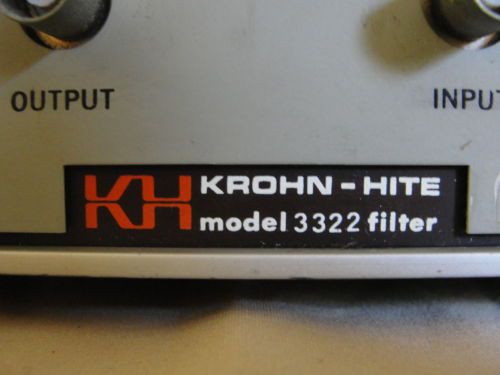 OUTPUT
INPUT
KH KROHN-HITE
model 3322 filter